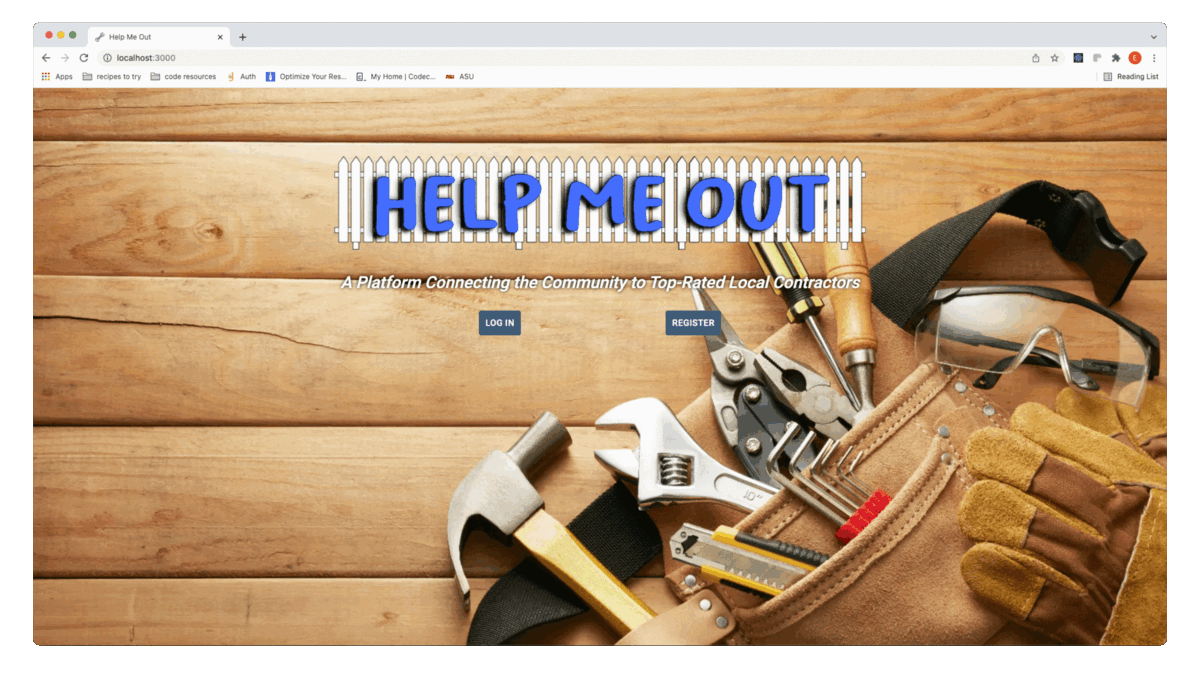 Help Me Out
localhost:3000
E
Apps recipes to try code resources Auth Optimize Your Res... My Home | Codec... ASU Reading List
HELP ME OUT
A Platform Connecting the Community to Top-Rated Local Contractors
LOG IN REGISTER
10"